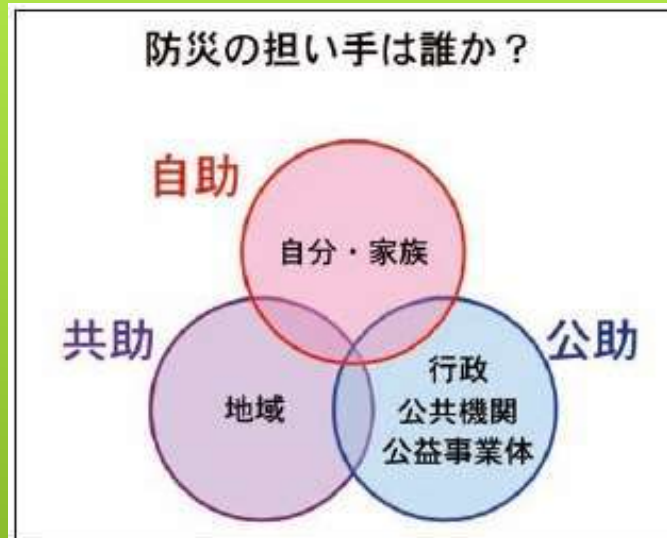 防災の担い手は誰か?
自助
自分・家族
共助
地域
公助
行政
公共機関
公益事業体